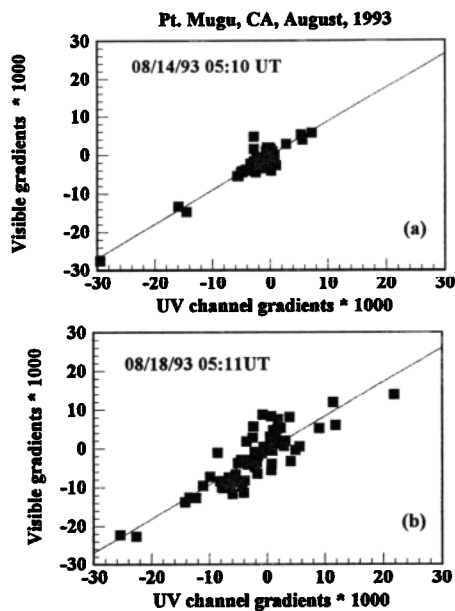 Pt. Mugu, CA, August, 1993
Visible gradients * 1000
30
20
10
0
-10
-20
-30
08/14/93 05:10 UT
(a)
-30 -20 -10 0 10 20 30
UV channel gradients * 1000
Visible gradients * 1000
30
20
10
0
-10
-20
-30
08/18/93 05:11UT
(b)
-30 -20 -10 0 10 20 30
UV channel gradients * 1000